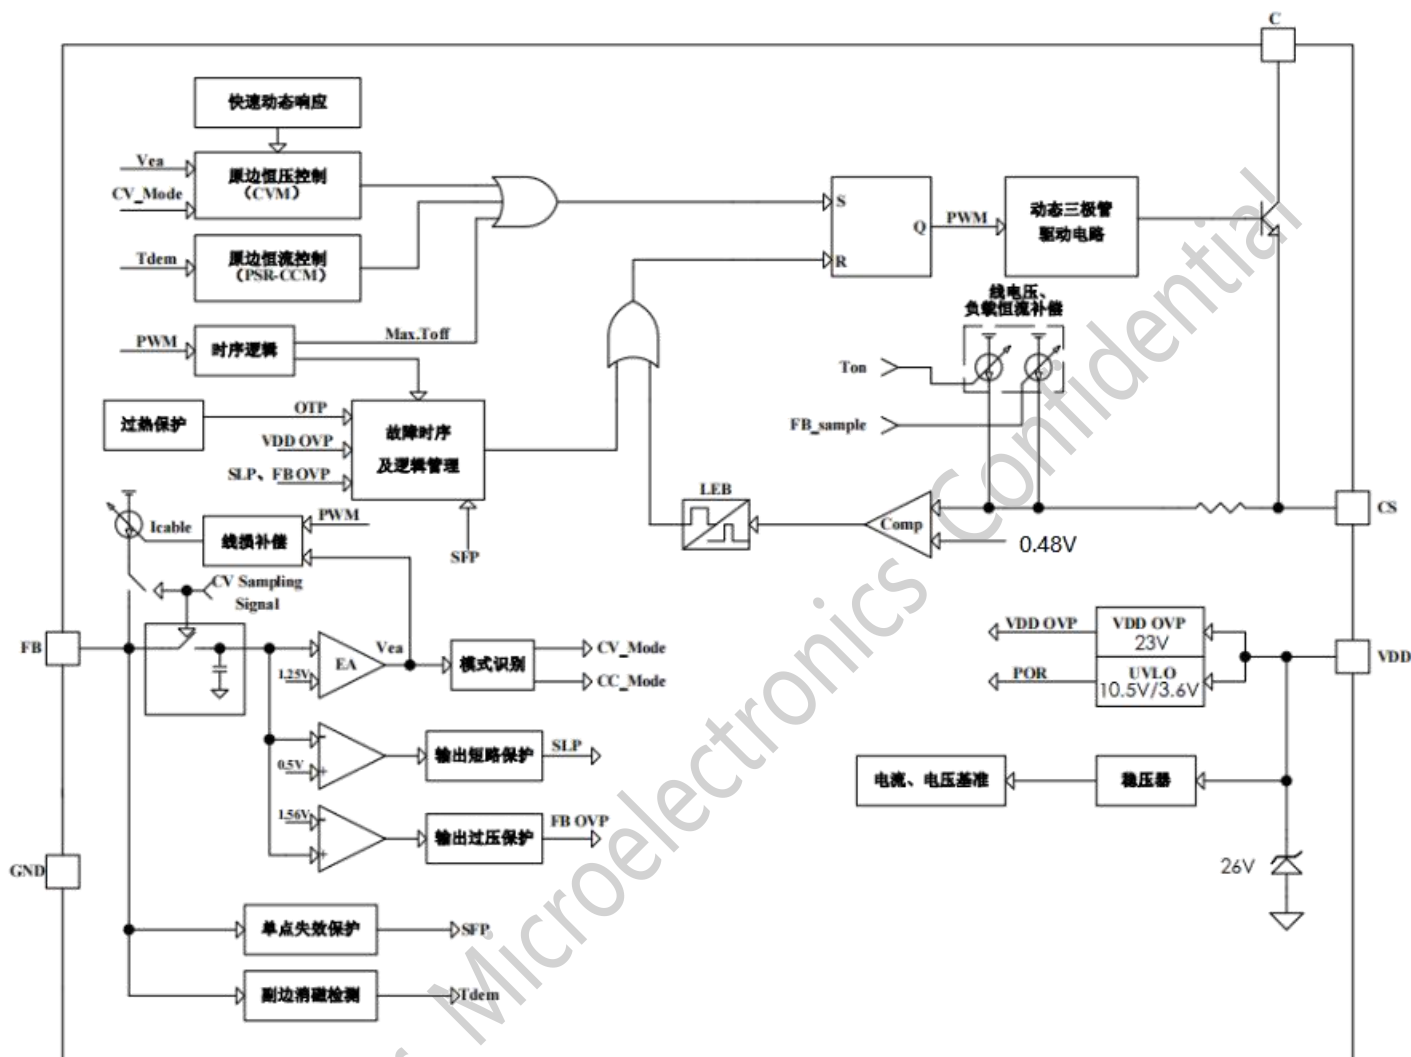 C
快速动态响应
Vea
CV_Mode
原边恒压控制
（CVM）
Tdem
原边恒流控制
（PSR-CCM）
PWM
时序逻辑
Max.Toff
S
R
Q
PWM
动态三极管
驱动电路
线电压、
负载恒流补偿
Ton
FB_sample
过热保护
OTP
VDD OVP
SLP、FB OVP
故障时序
及逻辑管理
SFP
LEB
Comp
0.48V
CS
Icable
线损补偿
PWM
CV Sampling
Signal
FB
1.25V
EA
Vea
模式识别
CV_Mode
CC_Mode
0.5V
输出短路保护
SLP
1.56V
输出过压保护
FB OVP
VDD OVP
POR
VDD OVP
23V
UVLO
10.5V/3.6V
VDD
电流、电压基准
稳压器
26V
GND
单点失效保护
SFP
副边消磁检测
Tdem
Microelectronics Confidential